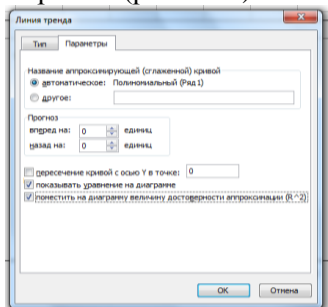 Линия тренда
Тип Параметры
Название аппроксимирующей (сглаженной) кривой
автоматическое: Полиномиальный (Ряд1)
другое:
Прогноз
вперед на: 0 единиц
назад на: 0 единиц
пересечение кривой с осью Y в точке: 0
показывать уравнение на диаграмме
поместить на диаграмму величину достоверности аппроксимации (R^2)
OK Отмена